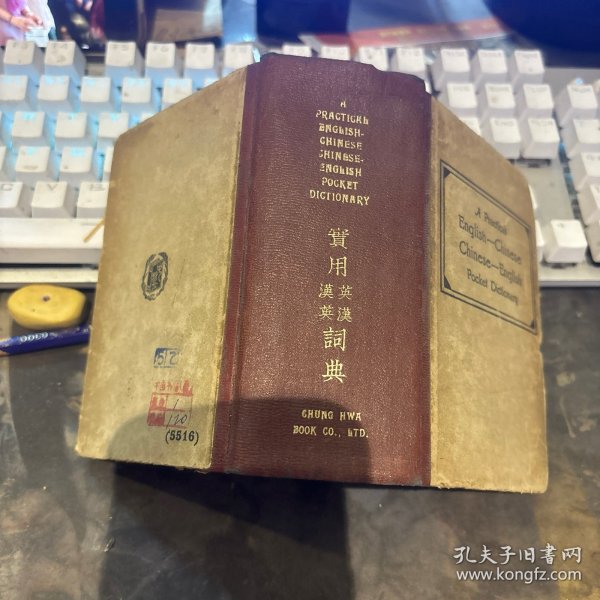 A
PRACTICAL
ENGLISH-
CHINESE
CHINESE-
ENGLISH
POCKET
DICTIONARY
實用
英漢
漢英
詞典
CHUNG HWA
BOOK CO., LTD.
A Practical
English—Chinese
Chinese—English
Pocket Dictionary
(5516)
孔夫子旧书网
www.kongfz.com